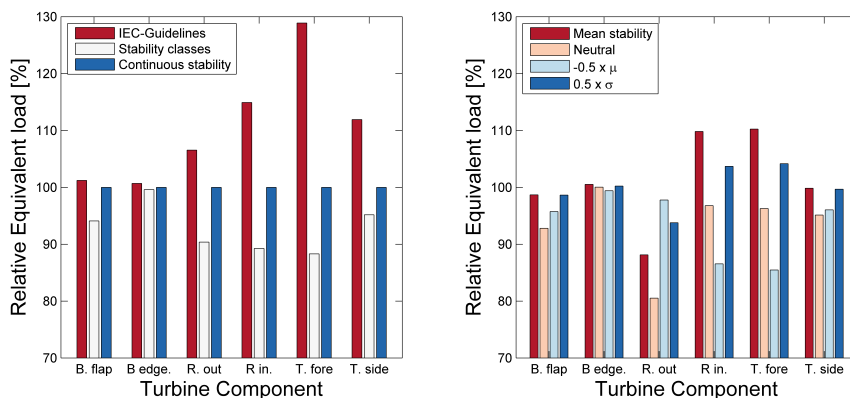 130
120
110
100
90
80
70
Relative Equivalent load [%]
IEC-Guidelines
Stability classes
Continuous stability
B. flap B edge. R. out R in. T. fore T. side
Turbine Component
130
120
110
100
90
80
70
Relative Equivalent load [%]
Mean stability
Neutral
-0.5 x μ
0.5 x σ
B. flap B edge. R. out R in. T. fore T. side
Turbine Component